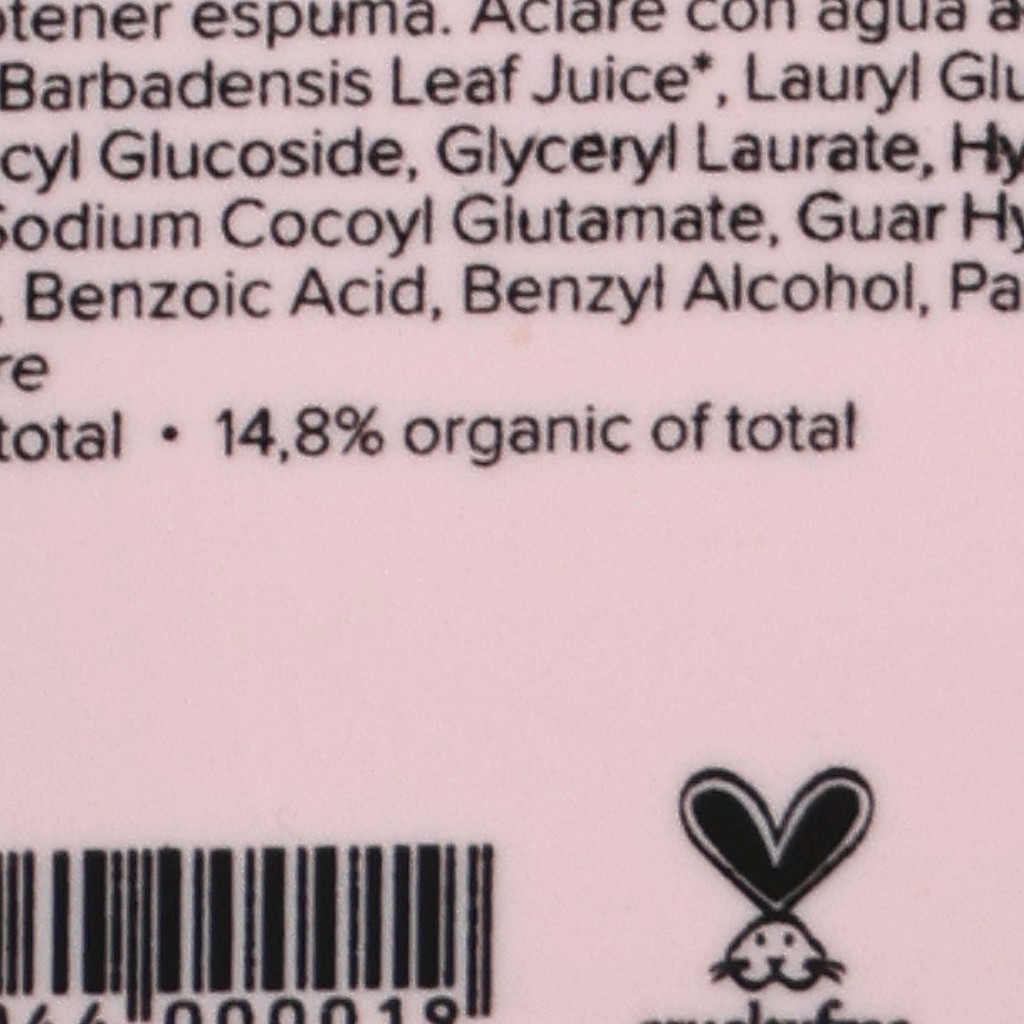 otener espuma. Aclare con agua a
Barbadensis Leaf Juice*, Lauryl Glu
cyl Glucoside, Glyceryl Laurate, Hy
Sodium Cocoyl Glutamate, Guar Hy
, Benzoic Acid, Benzyl Alcohol, Pa
re
total • 14,8% organic of total
000018